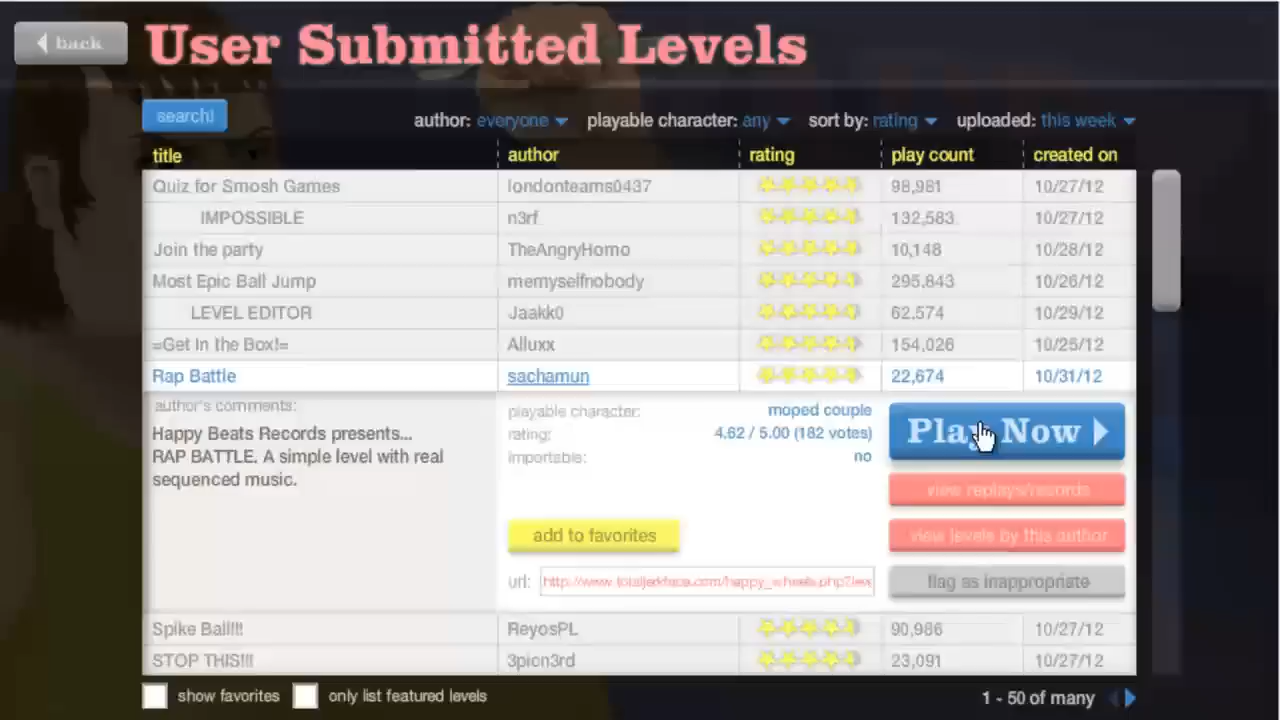 back
User Submitted Levels
search!
author: everyone playable character: any sort by: rating uploaded: this week
title author rating play count created on
Quiz for Smosh Games londonteams0437 98,981 10/27/12
IMPOSSIBLE n3rf 132,583 10/27/12
Join the party TheAngryHomo 10,148 10/28/12
Most Epic Ball Jump memyselfnobody 295,843 10/26/12
LEVEL EDITOR Jaakk0 62,574 10/29/12
=Get In the Box!= Alluxx 154,026 10/25/12
Rap Battle sachamun 22,674 10/31/12
author's comments:
Happy Beats Records presents...
RAP BATTLE. A simple level with real
sequenced music.
playable character: moped couple
rating: 4.62 / 5.00 (182 votes)
importable: no
Play Now
view replays/records
add to favorites
view levels by this author
url: http://www.totaljerkface.com/happy_wheels.php?lev
flag as inappropriate
Spike Ball!!! ReyosPL 90,986 10/27/12
STOP THIS!!! 3pion3rd 23,091 10/27/12
show favorites only list featured levels 1 - 50 of many